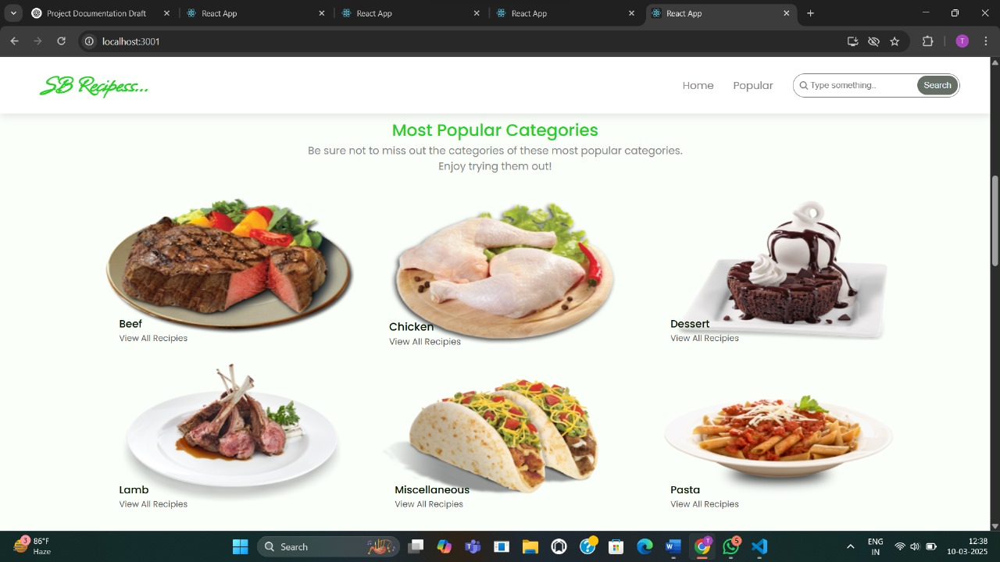 Project Documentation Draft
React App
React App
React App
React App
localhost:3001
T
SB Recipess...
Home
Popular
Type something..
Search
Most Popular Categories
Be sure not to miss out the categories of these most popular categories.
Enjoy trying them out!
Beef
View All Recipies
Chicken
View All Recipies
Dessert
View All Recipies
Lamb
View All Recipies
Miscellaneous
View All Recipies
Pasta
View All Recipies
3
86°F
Haze
Search
T
5
ENG
IN
12:38
10-03-2025